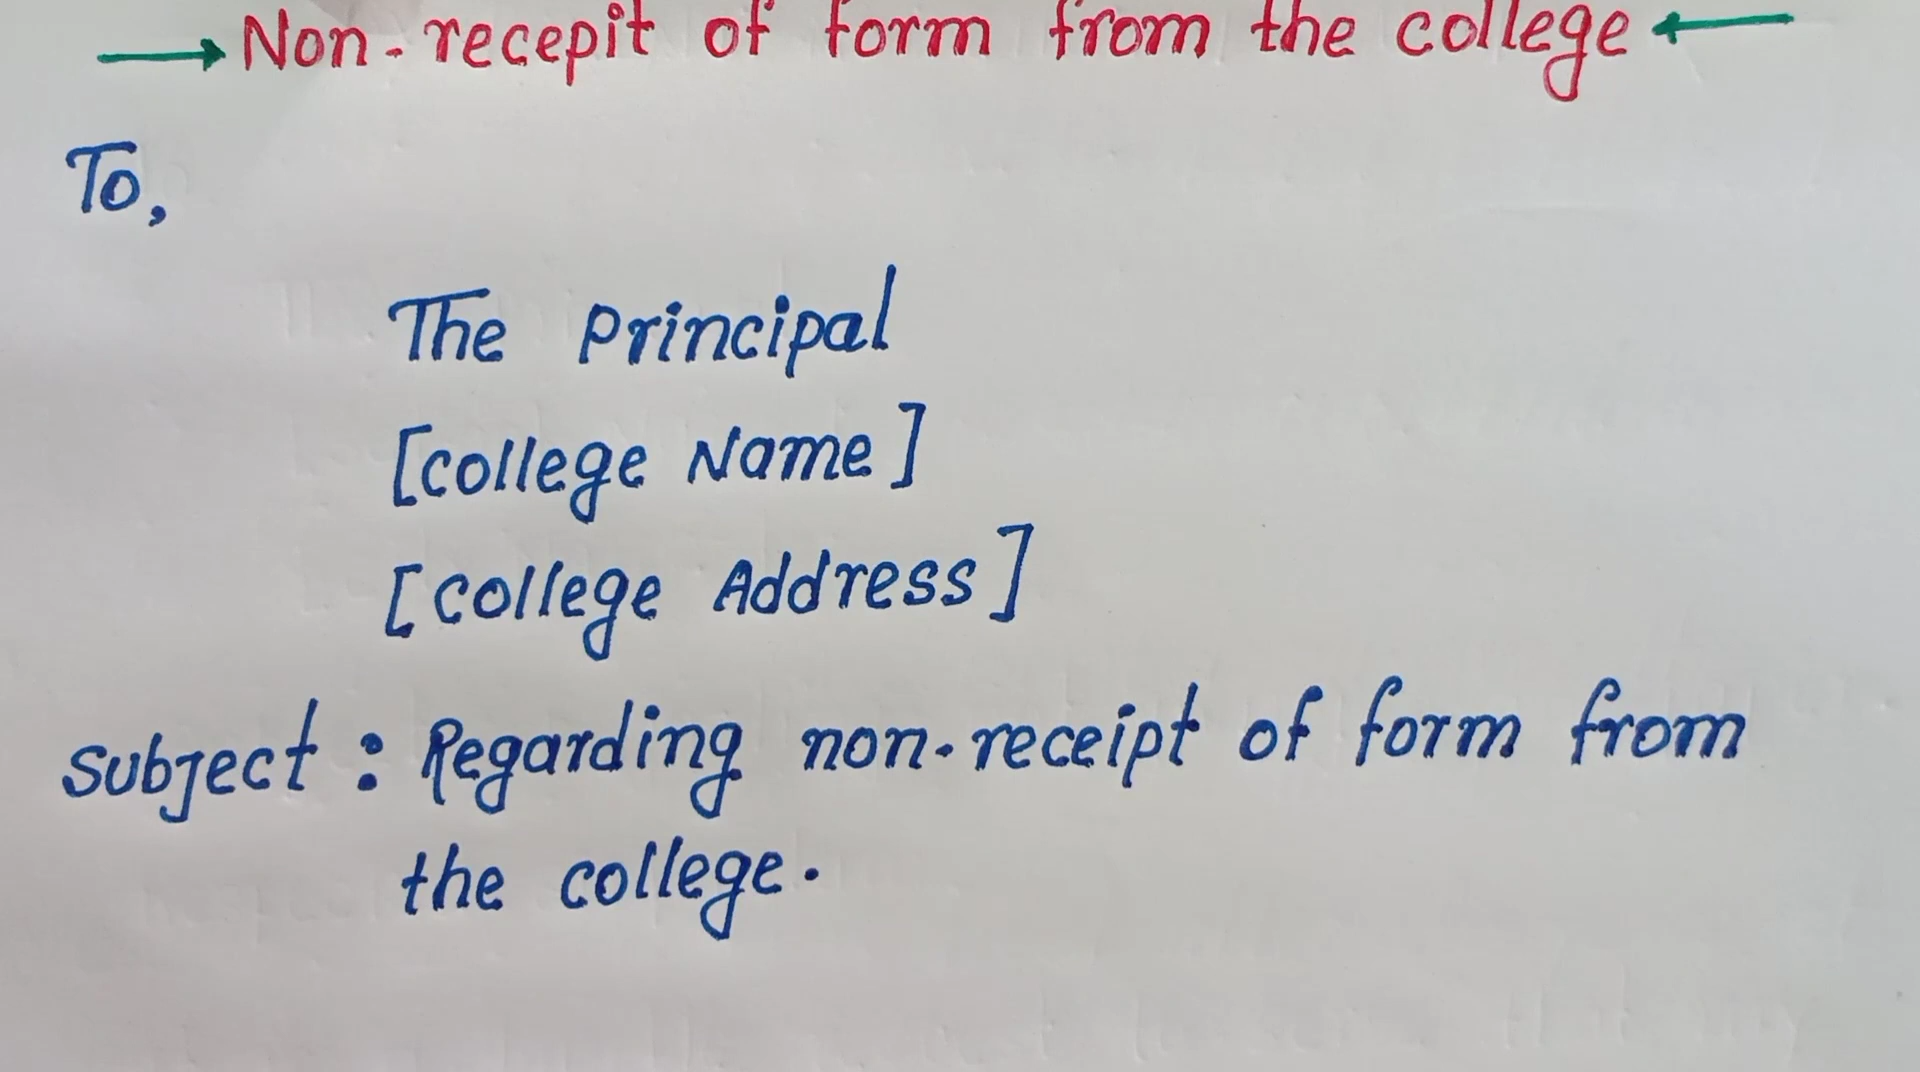 Non-recepit of form from the college
To,
The Principal
[college Name]
[college Address]
Subject : Regarding non-receipt of form from
the college.